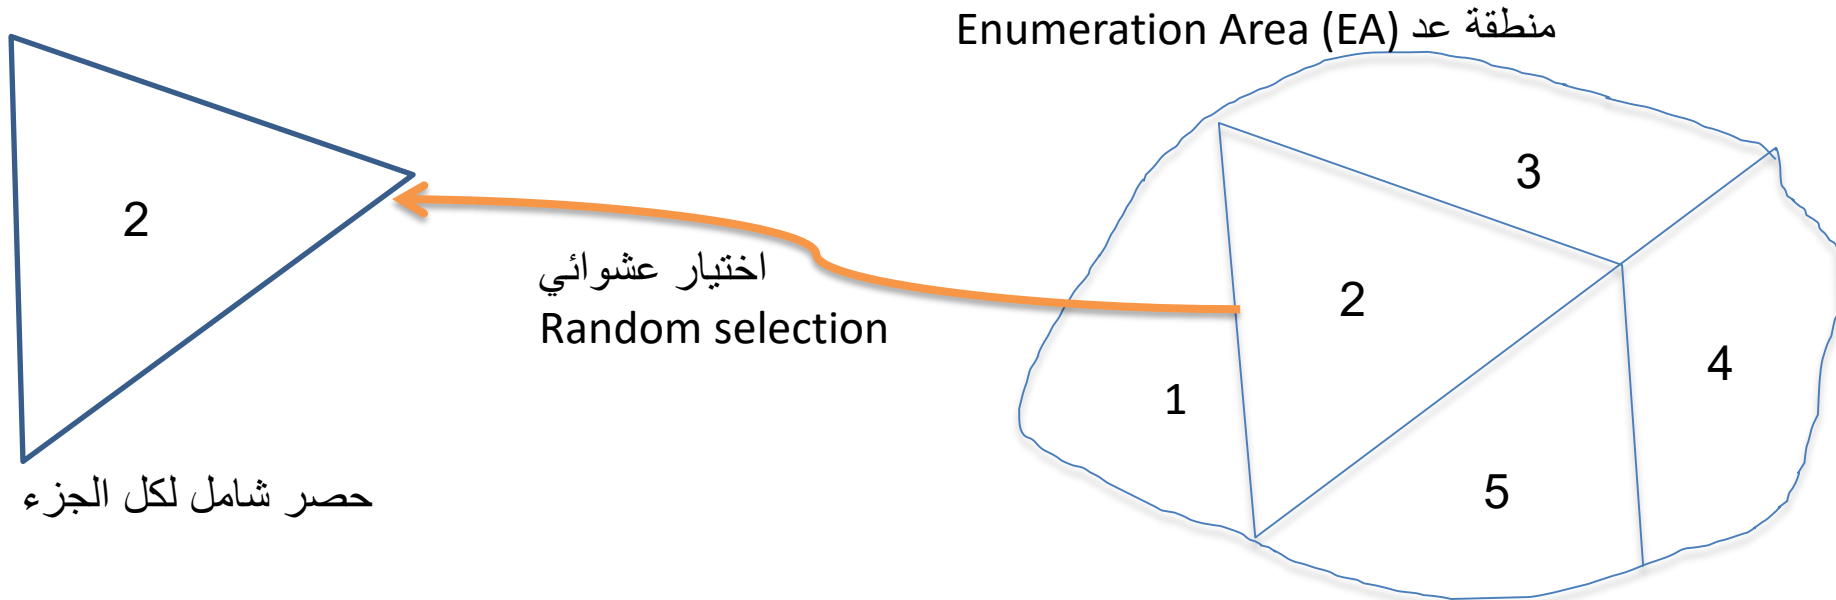 Enumeration Area (EA) منطقة عد
3
2
2
اختيار عشوائي
Random selection
4
1
5
حصر شامل لكل الجزء